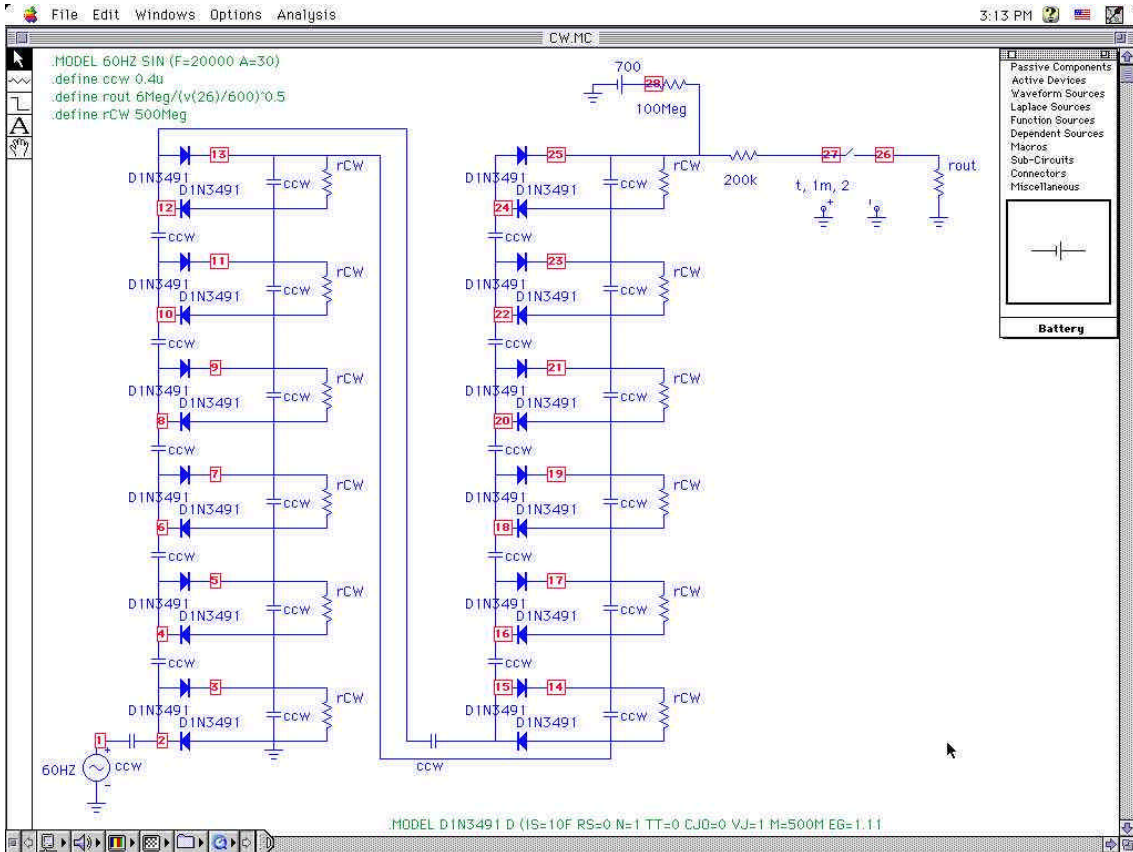 File Edit Windows Options Analysis 3:13 PM
CW.MC
.MODEL 60HZ SIN (F=20000 A=30)
.define ccw 0.4u
.define rout 6Meg/(v(26)/600)^0.5
.define rCW 500Meg
700
28
100Meg
Passive Components
Active Devices
Waveform Sources
Laplace Sources
Function Sources
Dependent Sources
Macros
Sub-Circuits
Connectors
Miscellaneous
Battery
13 25 27 26
rCW rCW 200k rout
D1N3491 D1N3491
D1N3491 ccw D1N3491 ccw t, 1m, 2
12 24
ccw ccw
11 23
rCW rCW
D1N3491 D1N3491
D1N3491 ccw D1N3491 ccw
10 22
ccw ccw
9 21
rCW rCW
D1N3491 D1N3491
D1N3491 ccw D1N3491 ccw
8 20
ccw ccw
7 19
rCW rCW
D1N3491 D1N3491
D1N3491 ccw D1N3491 ccw
6 18
ccw ccw
5 17
rCW rCW
D1N3491 D1N3491
D1N3491 ccw D1N3491 ccw
4 16
ccw ccw
3 15 14
rCW rCW
D1N3491 D1N3491
D1N3491 ccw D1N3491 ccw
1 2
60HZ ccw ccw
.MODEL D1N3491 D (IS=10F RS=0 N=1 TT=0 CJO=0 VJ=1 M=500M EG=1.11